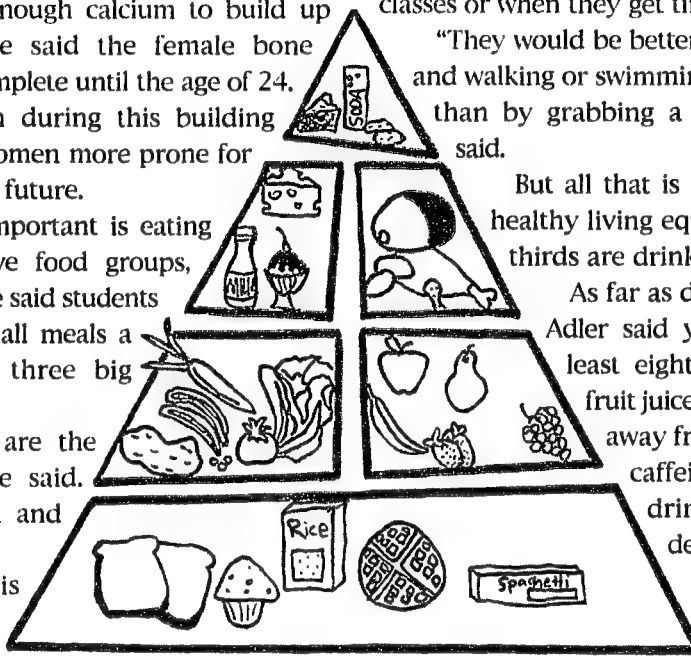 nough calcium to build up
e said the female bone
mplete until the age of 24.
during this building
omen more prone for
future.
mportant is eating
ve food groups,
e said students
all meals a
three big
are the
e said.
and
is
classes or when they get ti
"They would be better
and walking or swimmin
than by grabbing a
said.
But all that is
healthy living eq
thirds are drink
As far as d
Adler said y
least eight
fruit juice
away fr
caffei
drin
de
SODA
Rice
Spaghetti